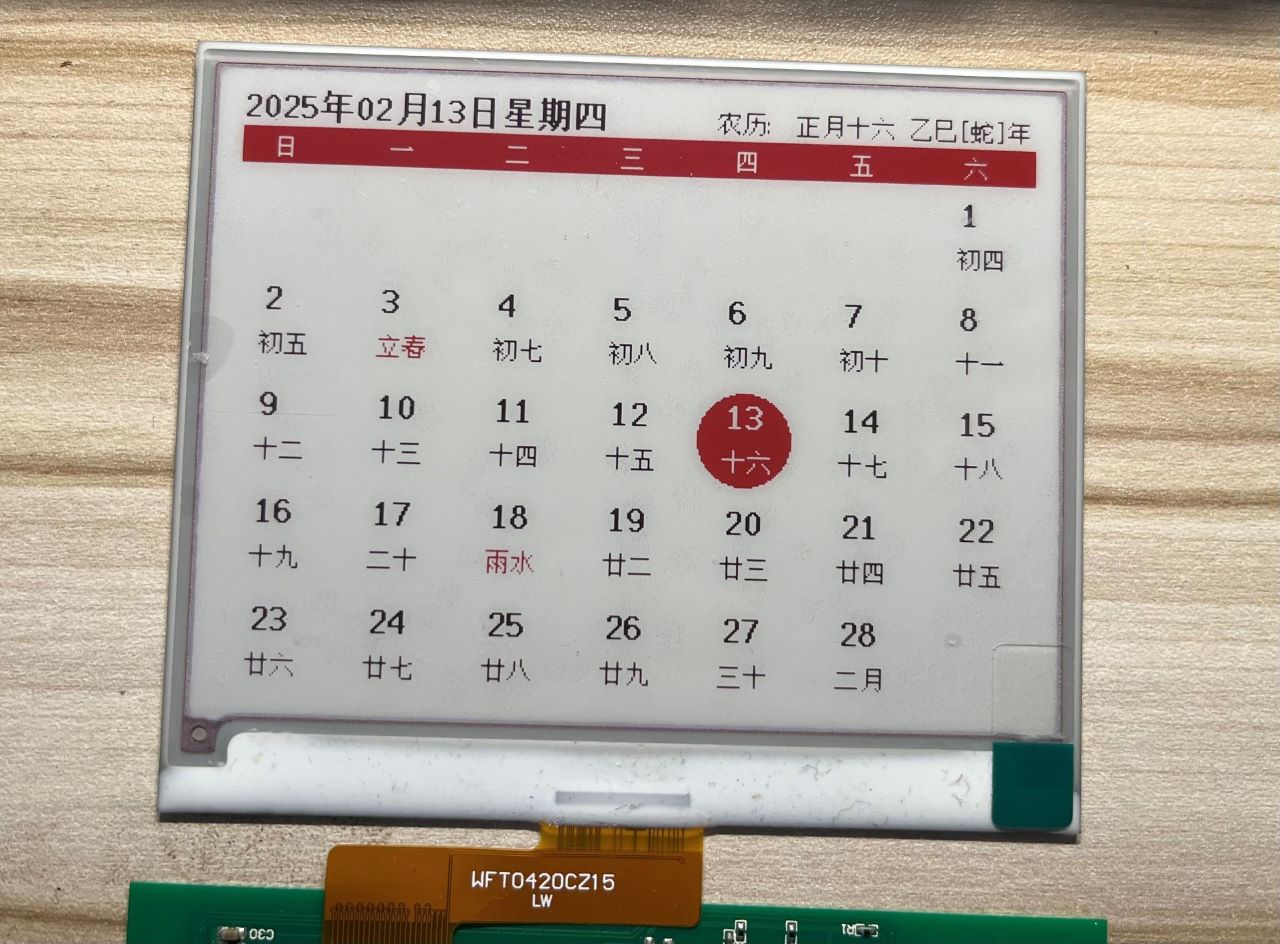 2025年02月13日星期四
农历: 正月十六 乙巳[蛇]年
日 一 二 三 四 五 六
1
初四
2 3 4 5 6 7 8
初五 立春 初七 初八 初九 初十 十一
9 10 11 12 13 14 15
十二 十三 十四 十五 十六 十七 十八
16 17 18 19 20 21 22
十九 二十 雨水 廿二 廿三 廿四 廿五
23 24 25 26 27 28
廿六 廿七 廿八 廿九 三十 二月
WFT0420CZ15
LW
C30
R1